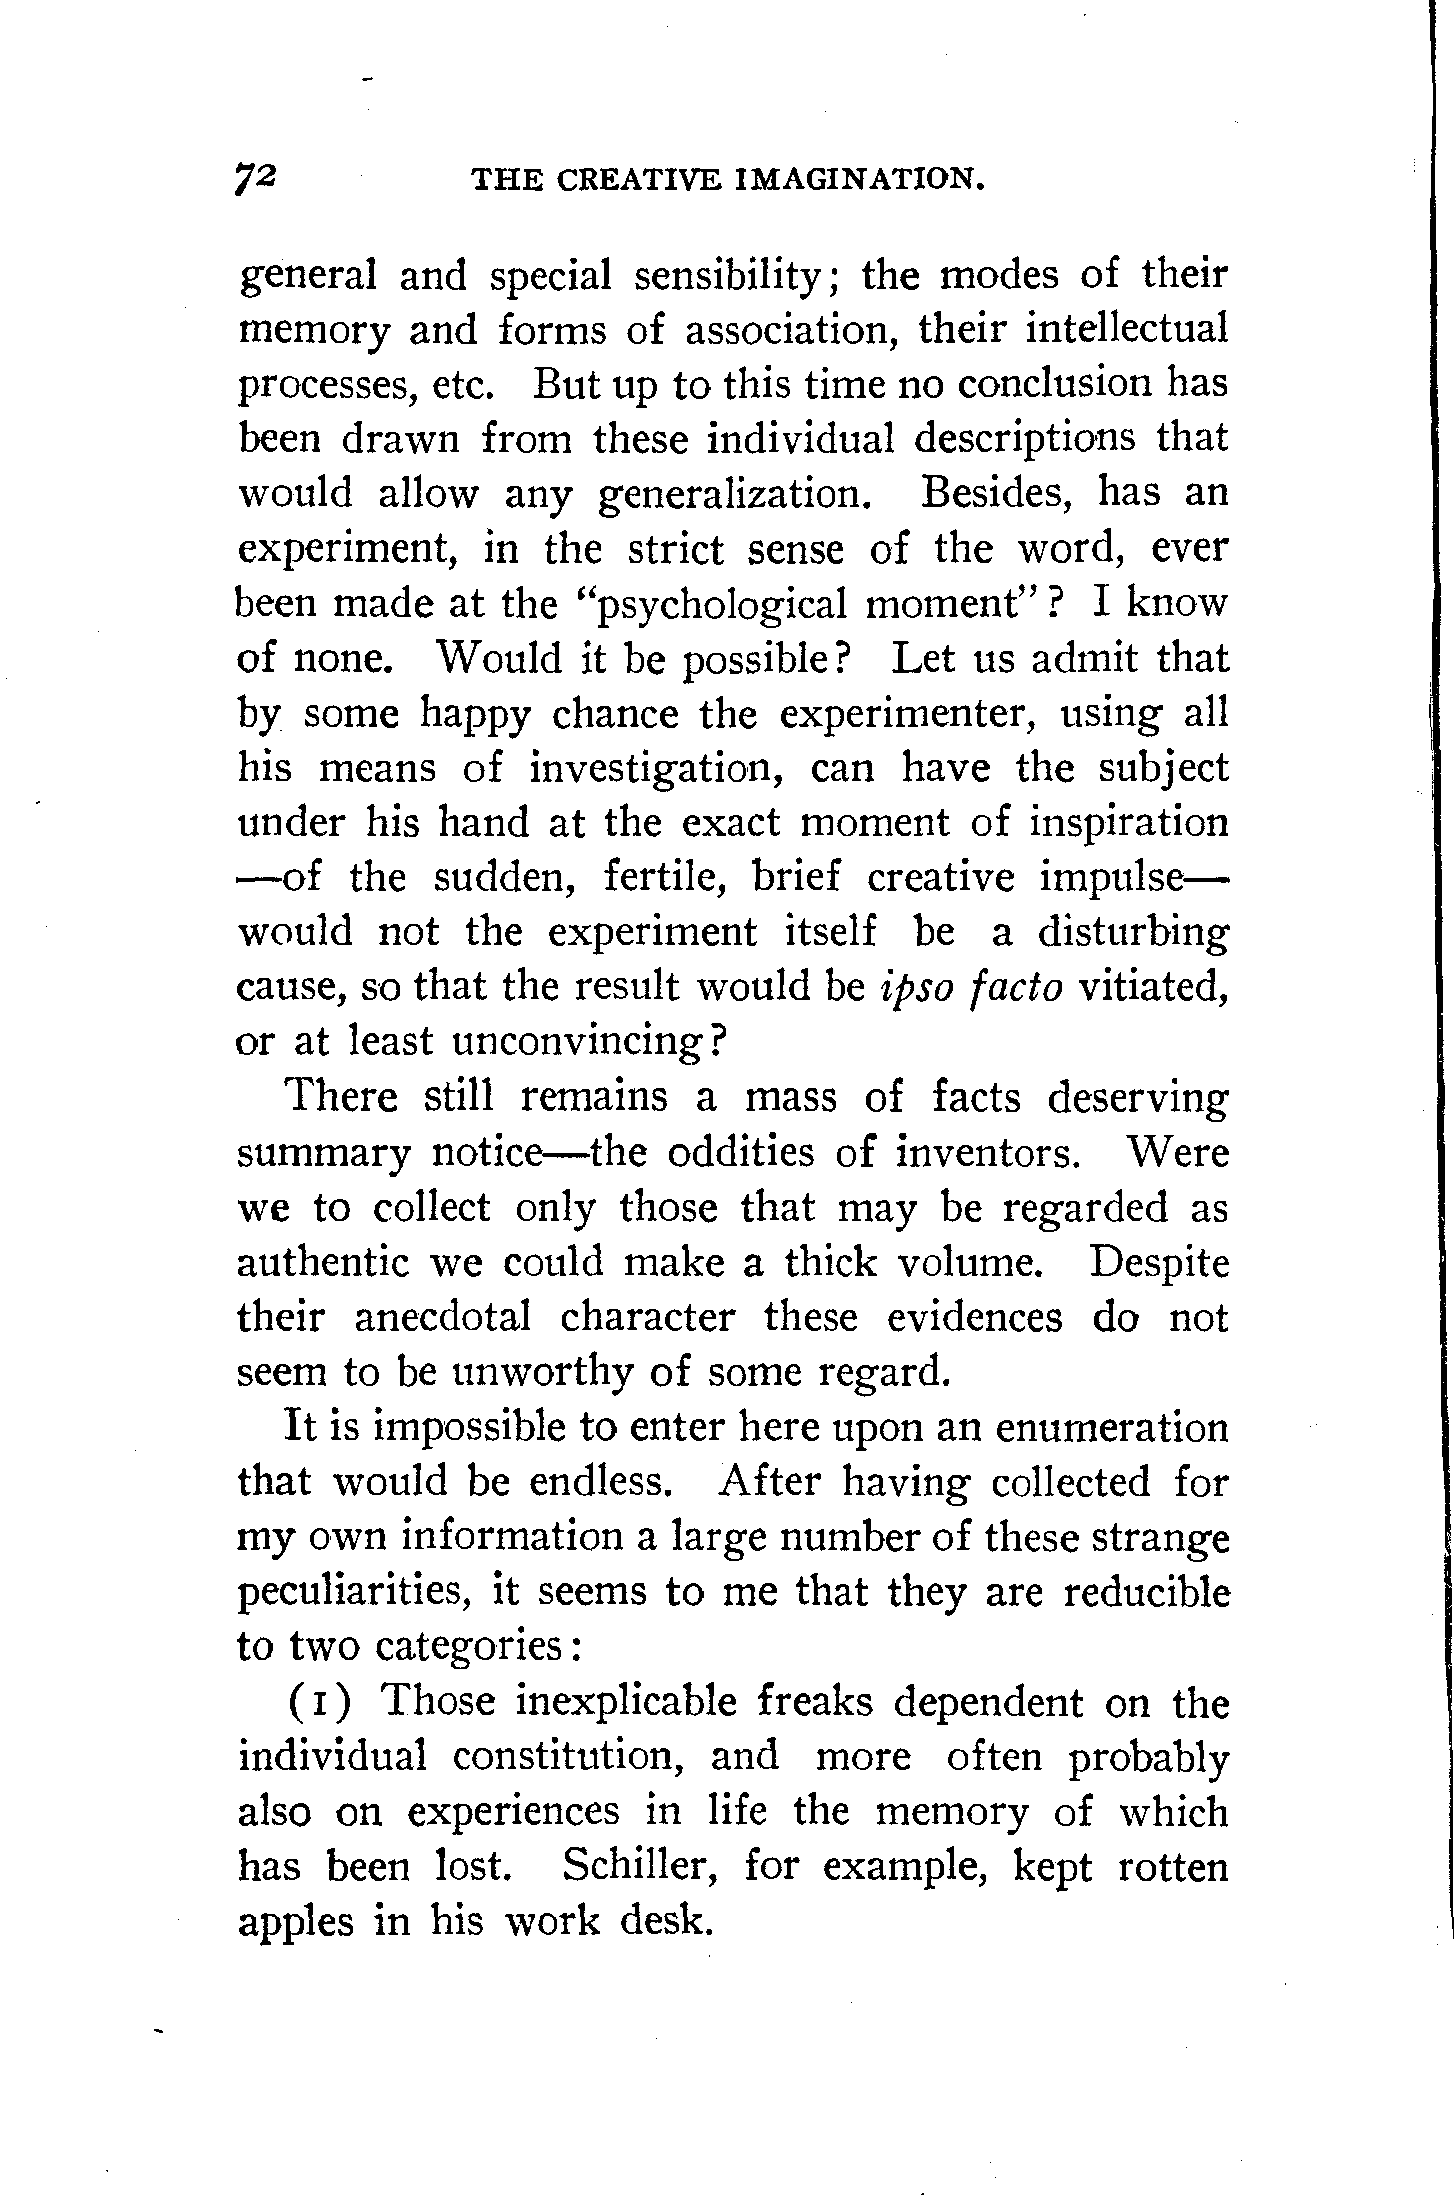 72 THE CREATIVE IMAGINATION.
general and special sensibility; the modes of their
memory and forms of association, their intellectual
processes, etc. But up to this time no conclusion has
been drawn from these individual descriptions that
would allow any generalization. Besides, has an
experiment, in the strict sense of the word, ever
been made at the “psychological moment”? I know
of none. Would it be possible? Let us admit that
by some happy chance the experimenter, using all
his means of investigation, can have the subject
under his hand at the exact moment of inspiration
—of the sudden, fertile, brief creative impulse—
would not the experiment itself be a disturbing
cause, so that the result would be ipso facto vitiated,
or at least unconvincing?
There still remains a mass of facts deserving
summary notice—the oddities of inventors. Were
we to collect only those that may be regarded as
authentic we could make a thick volume. Despite
their anecdotal character these evidences do not
seem to be unworthy of some regard.
It is impossible to enter here upon an enumeration
that would be endless. After having collected for
my own information a large number of these strange
peculiarities, it seems to me that they are reducible
to two categories:
(1) Those inexplicable freaks dependent on the
individual constitution, and more often probably
also on experiences in life the memory of which
has been lost. Schiller, for example, kept rotten
apples in his work desk.